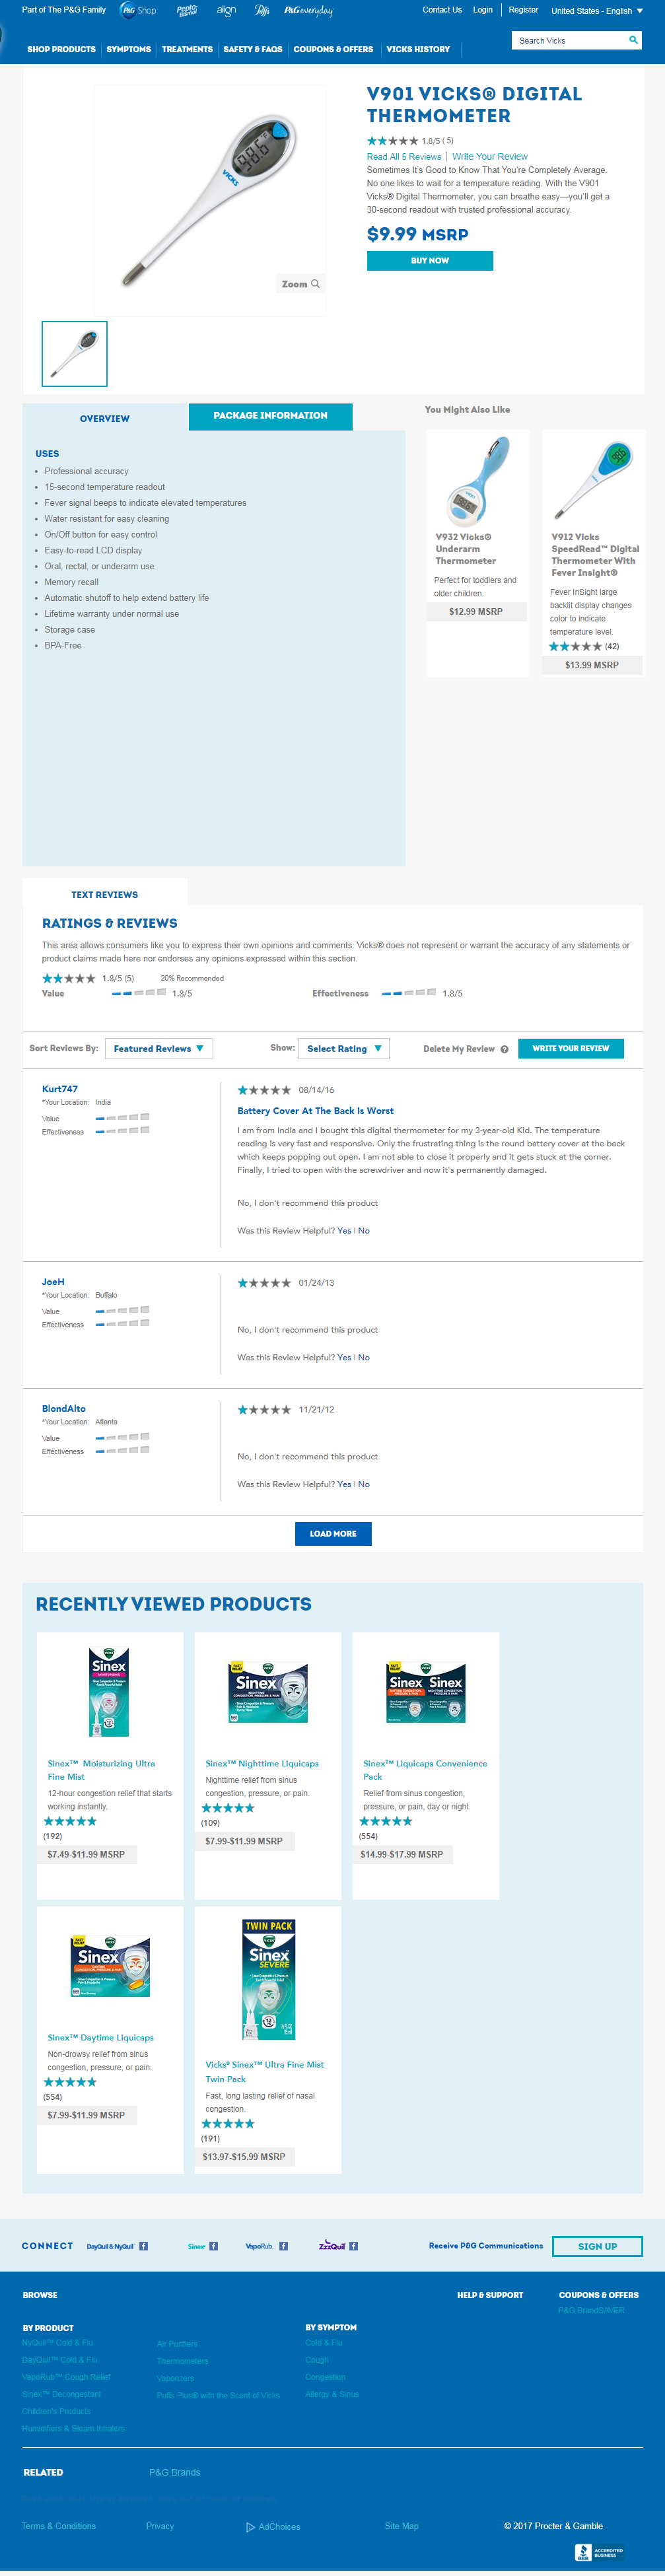 Part of The P&G Family P&G Shop Pepto Bismol align Puffs P&G everyday Contact Us Login Register United States - English
SHOP PRODUCTS SYMPTOMS TREATMENTS SAFETY & FAQS COUPONS & OFFERS VICKS HISTORY Search Vicks
V901 VICKS® DIGITAL
THERMOMETER
1.8/5 ( 5)
Read All 5 Reviews | Write Your Review
Sometimes It's Good to Know That You're Completely Average.
No one likes to wait for a temperature reading. With the V901
Vicks® Digital Thermometer, you can breathe easy—you'll get a
30-second readout with trusted professional accuracy.
$9.99 MSRP
BUY NOW
98.6°
VICKS
Zoom
OVERVIEW
PACKAGE INFORMATION
USES
• Professional accuracy
• 15-second temperature readout
• Fever signal beeps to indicate elevated temperatures
• Water resistant for easy cleaning
• On/Off button for easy control
• Easy-to-read LCD display
• Oral, rectal, or underarm use
• Memory recall
• Automatic shutoff to help extend battery life
• Lifetime warranty under normal use
• Storage case
• BPA-Free
You Might Also Like
V932 Vicks®
Underarm
Thermometer
Perfect for toddlers and
older children.
$12.99 MSRP
V912 Vicks
SpeedRead™ Digital
Thermometer With
Fever Insight®
Fever InSight large
backlit display changes
color to indicate
temperature level.
(42)
$13.99 MSRP
TEXT REVIEWS
RATINGS & REVIEWS
This area allows consumers like you to express their own opinions and comments. Vicks® does not represent or warrant the accuracy of any statements or
product claims made here nor endorses any opinions expressed within this section.
1.8/5 (5) 20% Recommended
Value 1.8/5 Effectiveness 1.8/5
Sort Reviews By: Featured Reviews Show: Select Rating Delete My Review ? WRITE YOUR REVIEW
Kurt747
*Your Location: India
Value
Effectiveness
08/14/16
Battery Cover At The Back Is Worst
I am from India and I bought this digital thermometer for my 3-year-old Kid. The temperature
reading is very fast and responsive. Only the frustrating thing is the round battery cover at the back
which keeps popping out open. I am not able to close it properly and it gets stuck at the corner.
Finally, I tried to open with the screwdriver and now it's permanently damaged.
No, I don't recommend this product
Was this Review Helpful? Yes | No
JoeH
*Your Location: Buffalo
Value
Effectiveness
01/24/13
No, I don't recommend this product
Was this Review Helpful? Yes | No
BlondAlto
*Your Location: Atlanta
Value
Effectiveness
11/21/12
No, I don't recommend this product
Was this Review Helpful? Yes | No
LOAD MORE
RECENTLY VIEWED PRODUCTS
Sinex
Sinex™ Moisturizing Ultra
Fine Mist
12-hour congestion relief that starts
working instantly.
(192)
$7.49-$11.99 MSRP
Sinex
Sinex™ Nighttime Liquicaps
Nighttime relief from sinus
congestion, pressure, or pain.
(109)
$7.99-$11.99 MSRP
Sinex Sinex
Sinex™ Liquicaps Convenience
Pack
Relief from sinus congestion,
pressure, or pain, day or night.
(554)
$14.99-$17.99 MSRP
Sinex
Sinex™ Daytime Liquicaps
Non-drowsy relief from sinus
congestion, pressure, or pain.
(554)
$7.99-$11.99 MSRP
TWIN PACK
Sinex
SEVERE
Vicks® Sinex™ Ultra Fine Mist
Twin Pack
Fast, long lasting relief of nasal
congestion.
(191)
$13.97-$15.99 MSRP
CONNECT DayQuil & NyQuil Sinex VapoRub ZzzQuil Receive P&G Communications SIGN UP
BROWSE HELP & SUPPORT COUPONS & OFFERS
P&G BrandSAVER
BY PRODUCT
NyQuil™ Cold & Flu
DayQuil™ Cold & Flu
VapoRub™ Cough Relief
Sinex™ Decongestant
Children's Products
Humidifiers & Steam Inhalers
Air Purifiers
Thermometers
Vaporizers
Puffs Plus® with the Scent of Vicks
BY SYMPTOM
Cold & Flu
Cough
Congestion
Allergy & Sinus
RELATED P&G Brands
Terms & Conditions Privacy AdChoices Site Map © 2017 Procter & Gamble
BBB ACCREDITED
BUSINESS